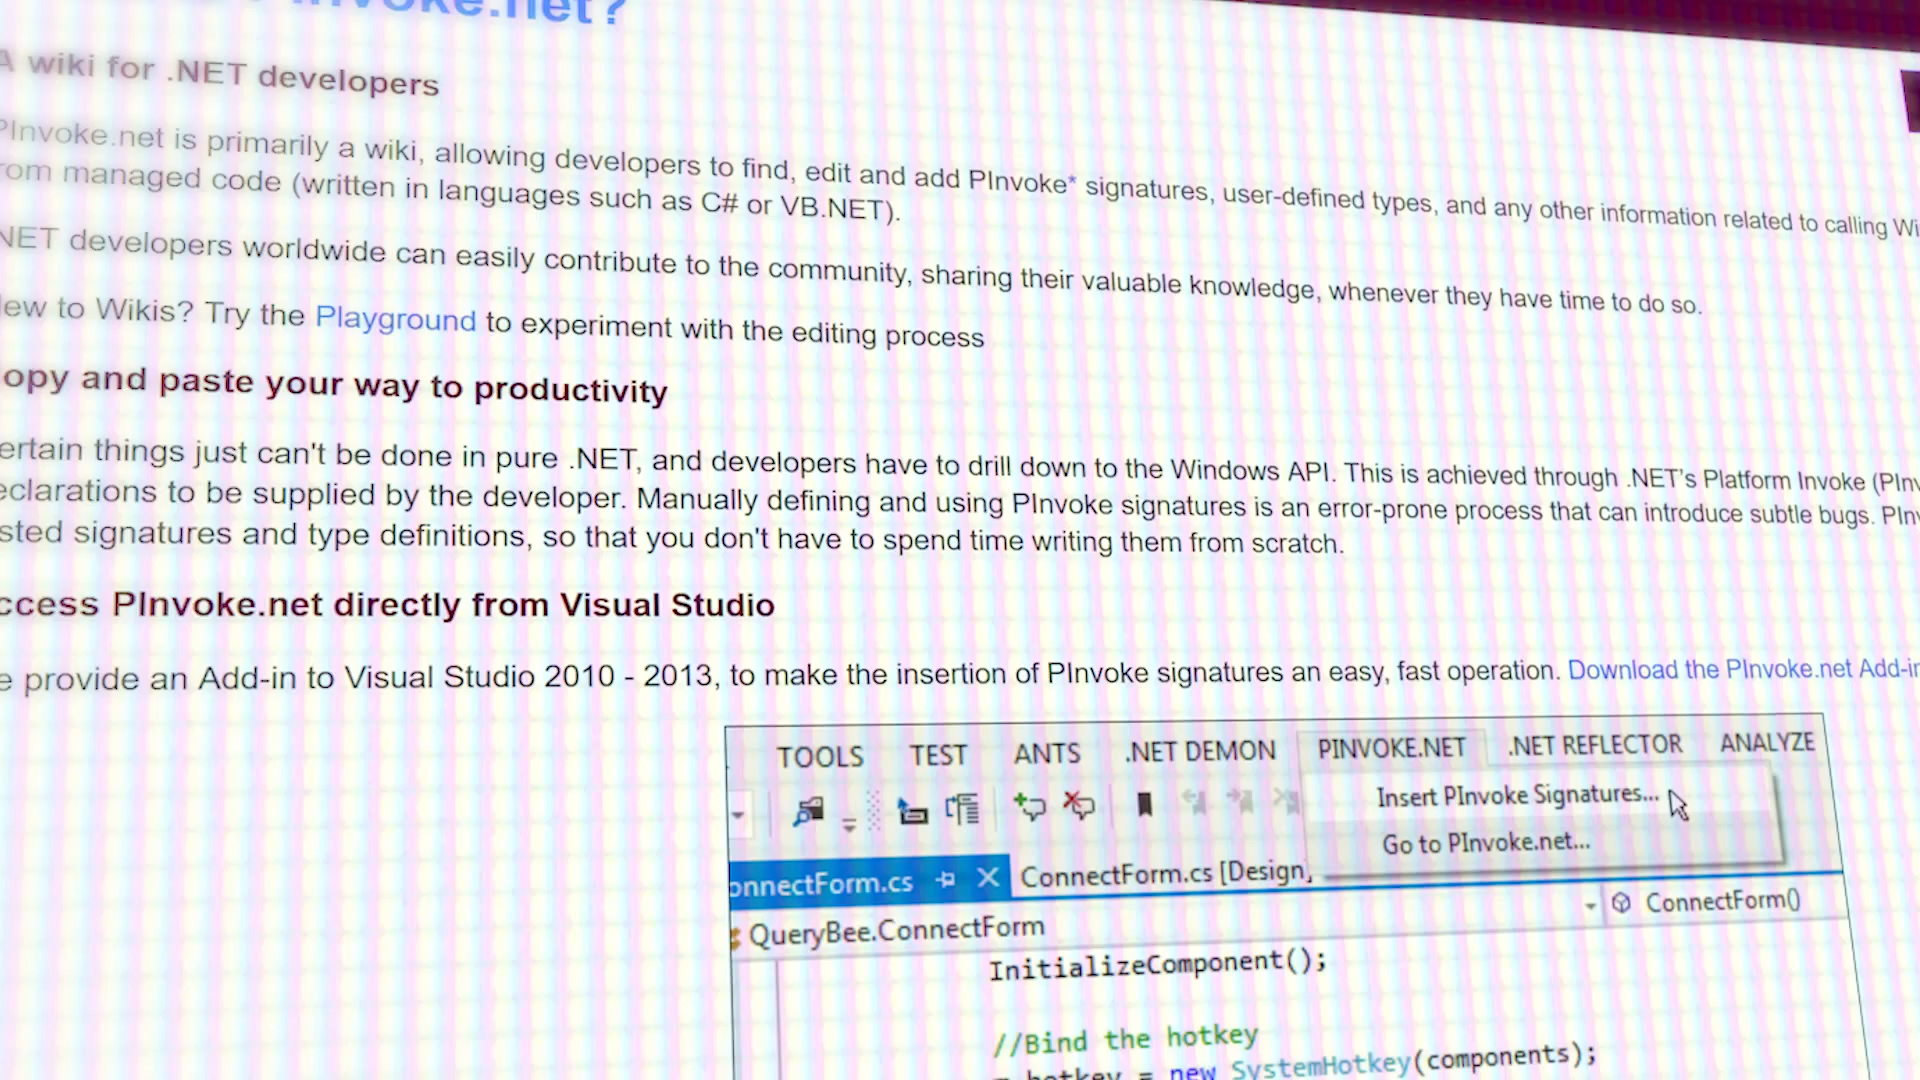 PInvoke.net?
A wiki for .NET developers
PInvoke.net is primarily a wiki, allowing developers to find, edit and add PInvoke* signatures, user-defined types, and any other information related to calling Wi
rom managed code (written in languages such as C# or VB.NET).
NET developers worldwide can easily contribute to the community, sharing their valuable knowledge, whenever they have time to do so.
ew to Wikis? Try the Playground to experiment with the editing process
opy and paste your way to productivity
ertain things just can't be done in pure .NET, and developers have to drill down to the Windows API. This is achieved through .NET's Platform Invoke (PInv
eclarations to be supplied by the developer. Manually defining and using PInvoke signatures is an error-prone process that can introduce subtle bugs. PInv
sted signatures and type definitions, so that you don't have to spend time writing them from scratch.
ccess PInvoke.net directly from Visual Studio
e provide an Add-in to Visual Studio 2010 - 2013, to make the insertion of PInvoke signatures an easy, fast operation. Download the PInvoke.net Add-in
TOOLS TEST ANTS .NET DEMON PINVOKE.NET .NET REFLECTOR ANALYZE
Insert PInvoke Signatures...
Go to PInvoke.net...
onnectForm.cs ConnectForm.cs [Design]
QueryBee.ConnectForm ConnectForm()
InitializeComponent();
//Bind the hotkey
hotkey = new SystemHotkey(components);